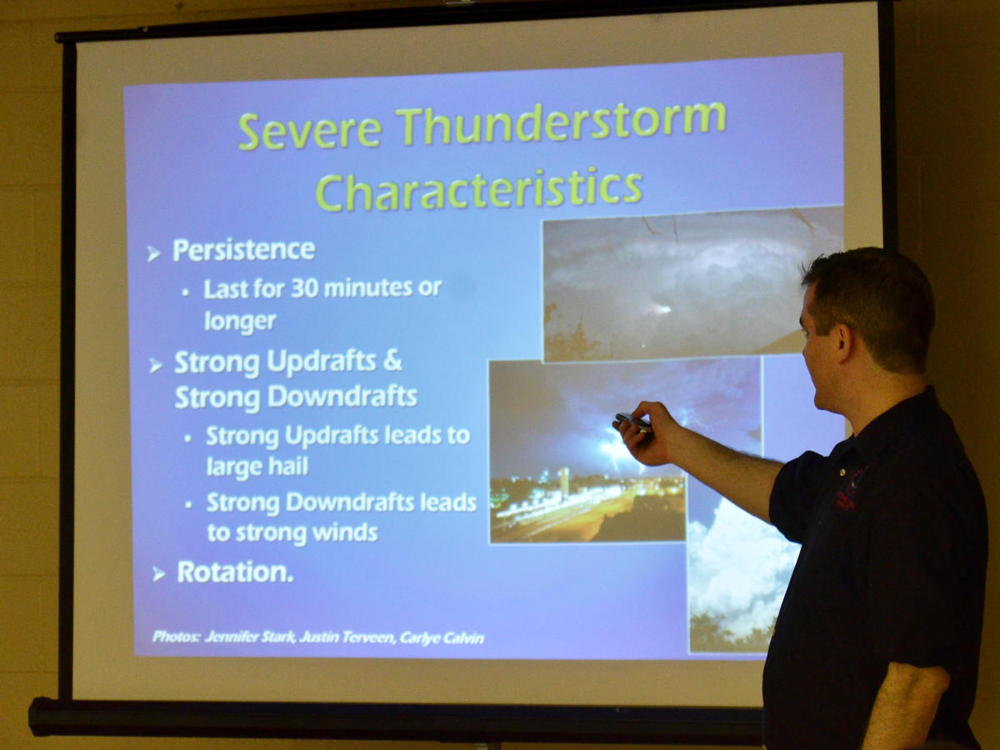 Severe Thunderstorm
Characteristics
Persistence
Last for 30 minutes or
longer
Strong Updrafts &
Strong Downdrafts
Strong Updrafts leads to
large hail
Strong Downdrafts leads
to strong winds
Rotation.
Photos: Jennifer Stark, Justin Terveen, Carlye Calvin